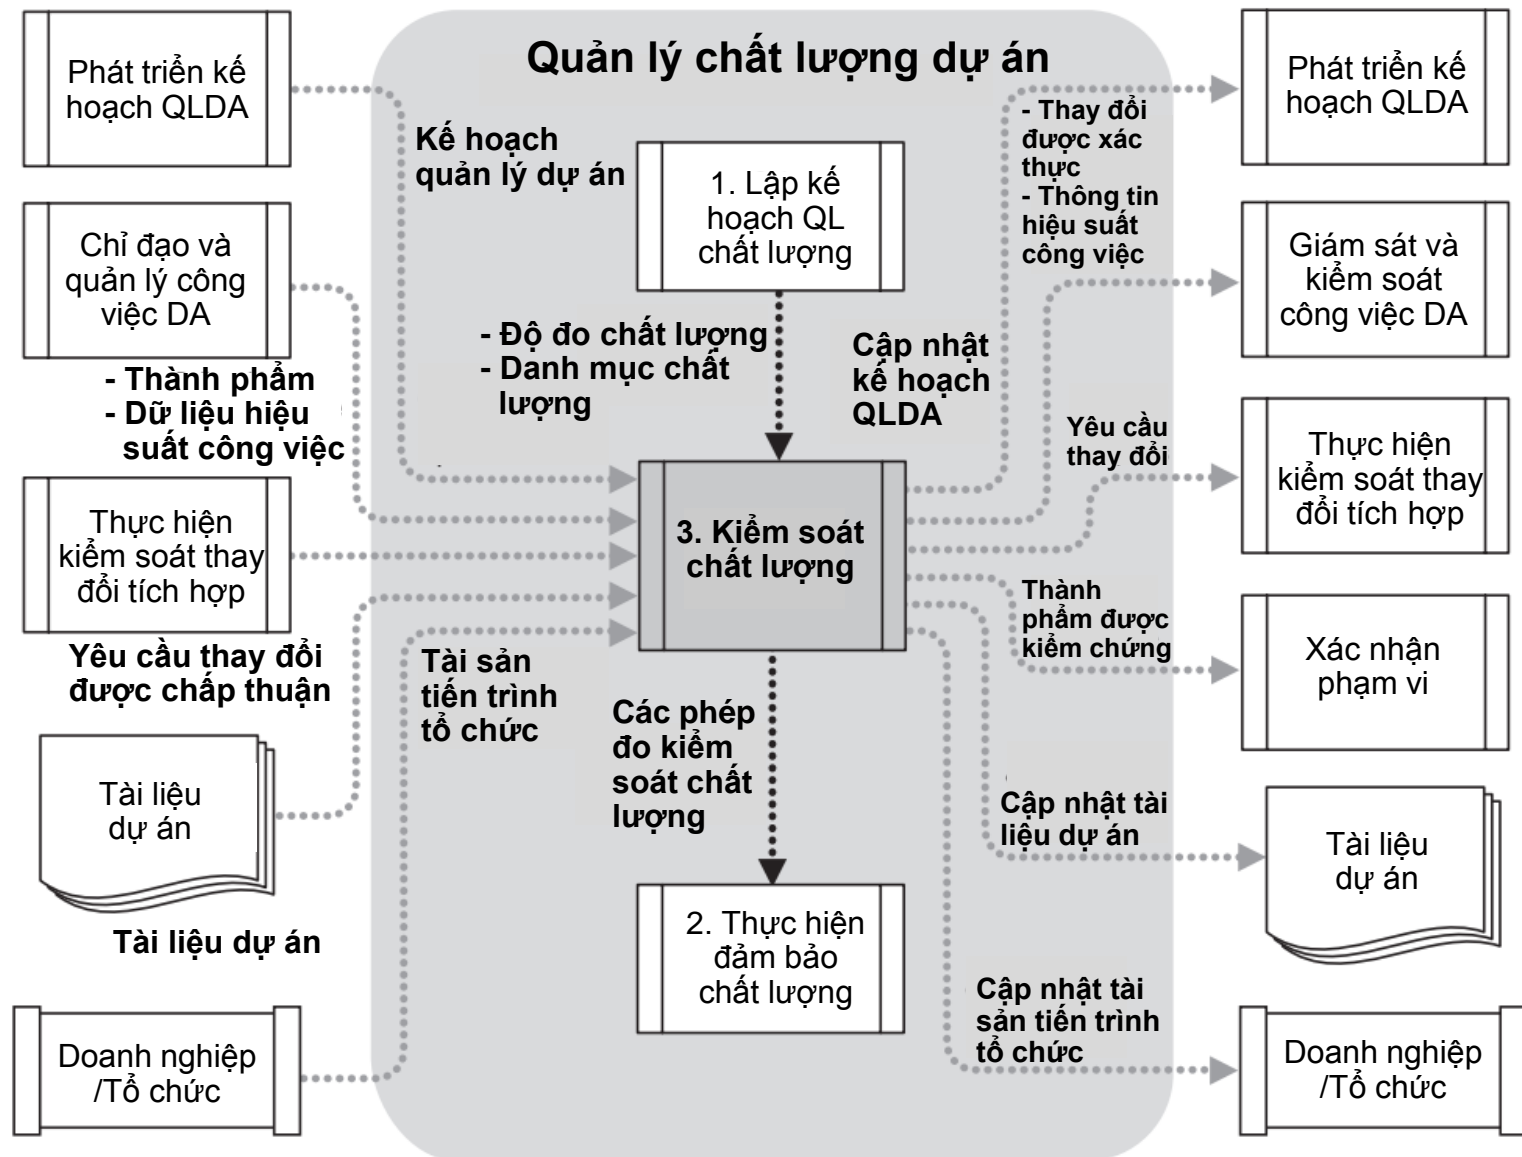 Quản lý chất lượng dự án
Phát triển kế
hoạch QLDA
Chỉ đạo và
quản lý công
việc DA
- Thành phẩm
- Dữ liệu hiệu
suất công việc
Thực hiện
kiểm soát thay
đổi tích hợp
Yêu cầu thay đổi
được chấp thuận
Tài liệu
dự án
Tài liệu dự án
Doanh nghiệp
/Tổ chức
Kế hoạch
quản lý dự án
1. Lập kế
hoạch QL
chất lượng
- Độ đo chất lượng
- Danh mục chất
lượng
3. Kiểm soát
chất lượng
Tài sản
tiến trình
tổ chức
Các phép
đo kiểm
soát chất
lượng
2. Thực hiện
đảm bảo
chất lượng
- Thay đổi
được xác
thực
- Thông tin
hiệu suất
công việc
Cập nhật
kế hoạch
QLDA
Yêu cầu
thay đổi
Thành
phẩm được
kiểm chứng
Cập nhật tài
liệu dự án
Cập nhật tài
sản tiến trình
tổ chức
Phát triển kế
hoạch QLDA
Giám sát và
kiểm soát
công việc DA
Thực hiện
kiểm soát thay
đổi tích hợp
Xác nhận
phạm vi
Tài liệu
dự án
Doanh nghiệp
/Tổ chức